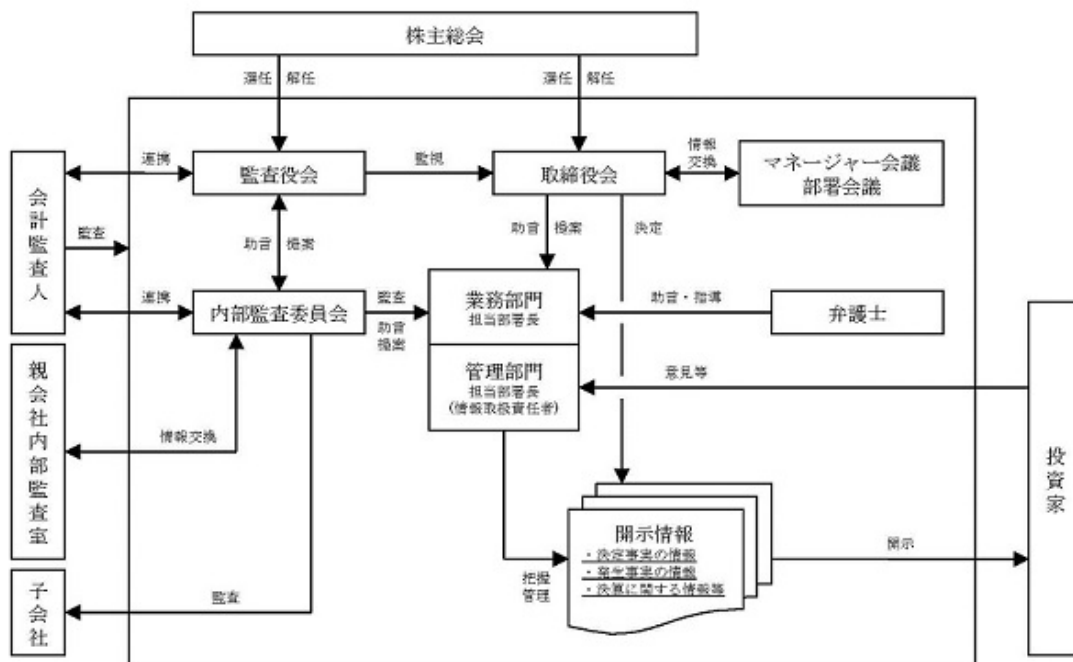 株主総会
選任 解任
選任 解任
連携
監査役会
監視
取締役会
情報
交換
マネージャー会議
部署会議
会計監査人
監査
助言 提案
助言 提案
決定
連携
内部監査委員会
監査
助言
提案
業務部門
担当部署長
助言・指導
弁護士
管理部門
担当部署長
(情報取扱責任者)
意見等
投資家
親会社内部監査室
情報交換
開示情報
・決定事実の情報
・発生事実の情報
・決算に関する情報等
開示
把握
管理
子会社
監査